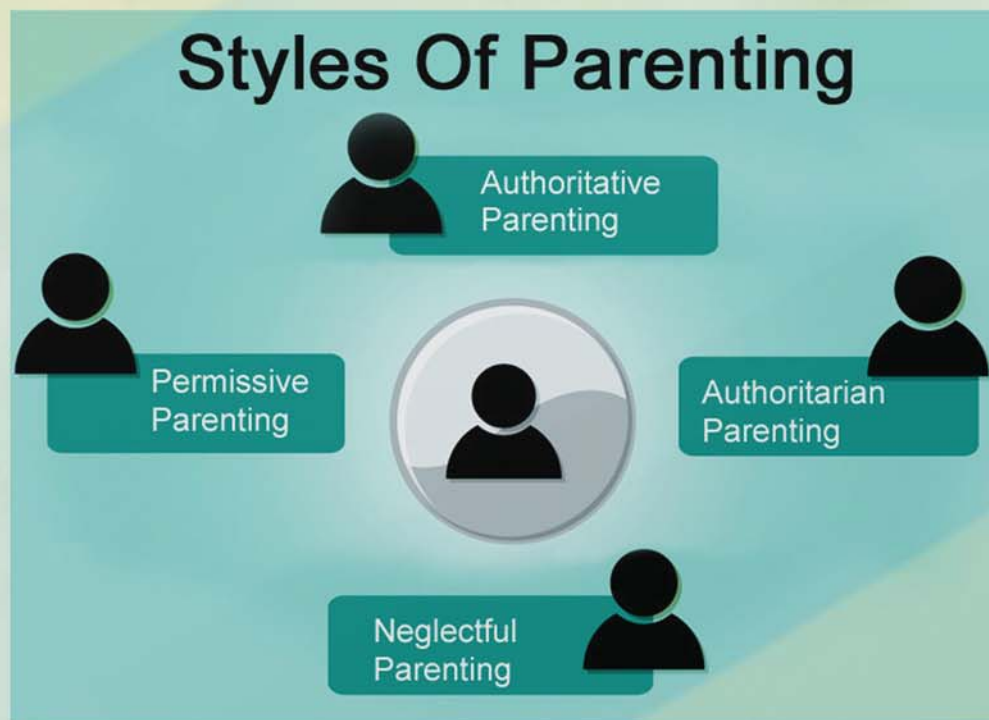 Styles Of Parenting
Authoritative
Parenting
Permissive
Parenting
Authoritarian
Parenting
Neglectful
Parenting